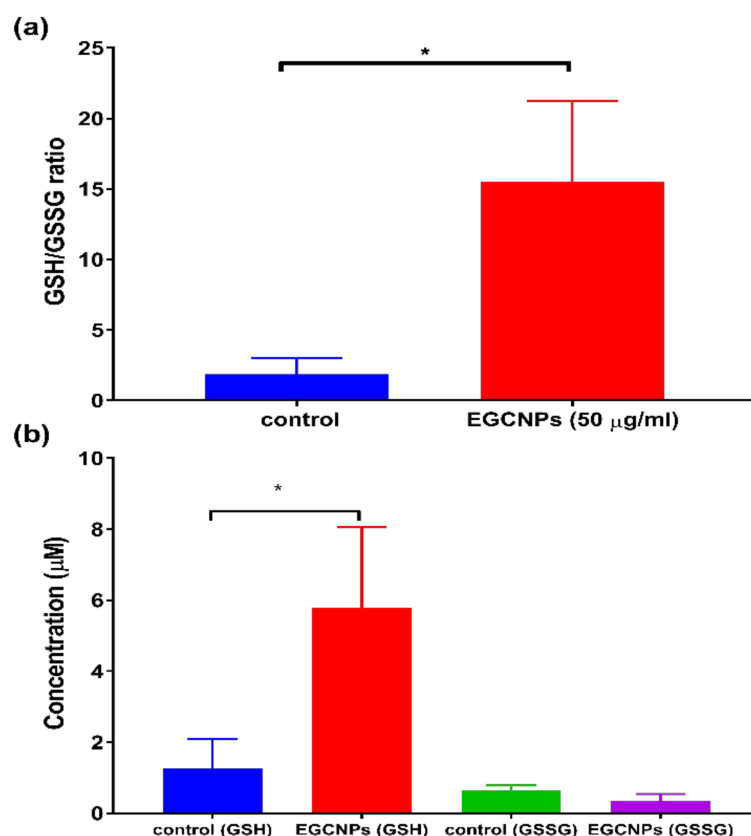 (a)
25
20
15
10
5
0
GSH/GSSG ratio
*
control EGCNPs (50 μg/ml)
(b)
10
8
6
4
2
0
Concentration (μM)
*
control (GSH) EGCNPs (GSH) control (GSSG) EGCNPs (GSSG)